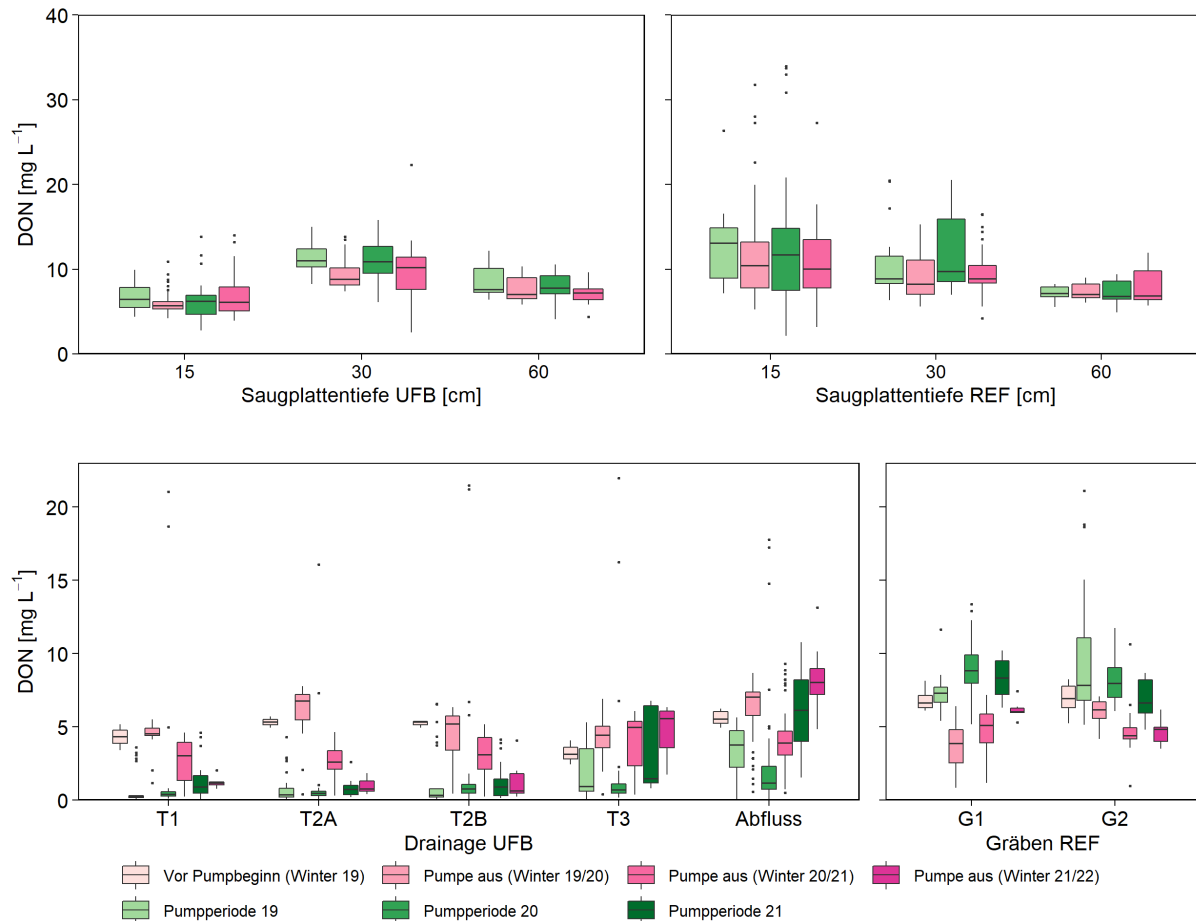 40
30
20
10
0
DON [mg L⁻¹]
15 30 60
Saugplattentiefe UFB [cm]
15 30 60
Saugplattentiefe REF [cm]
20
15
10
5
0
DON [mg L⁻¹]
T1 T2A T2B T3 Abfluss
Drainage UFB
G1 G2
Gräben REF
Vor Pumpbeginn (Winter 19) Pumpe aus (Winter 19/20) Pumpe aus (Winter 20/21) Pumpe aus (Winter 21/22)
Pumpperiode 19 Pumpperiode 20 Pumpperiode 21